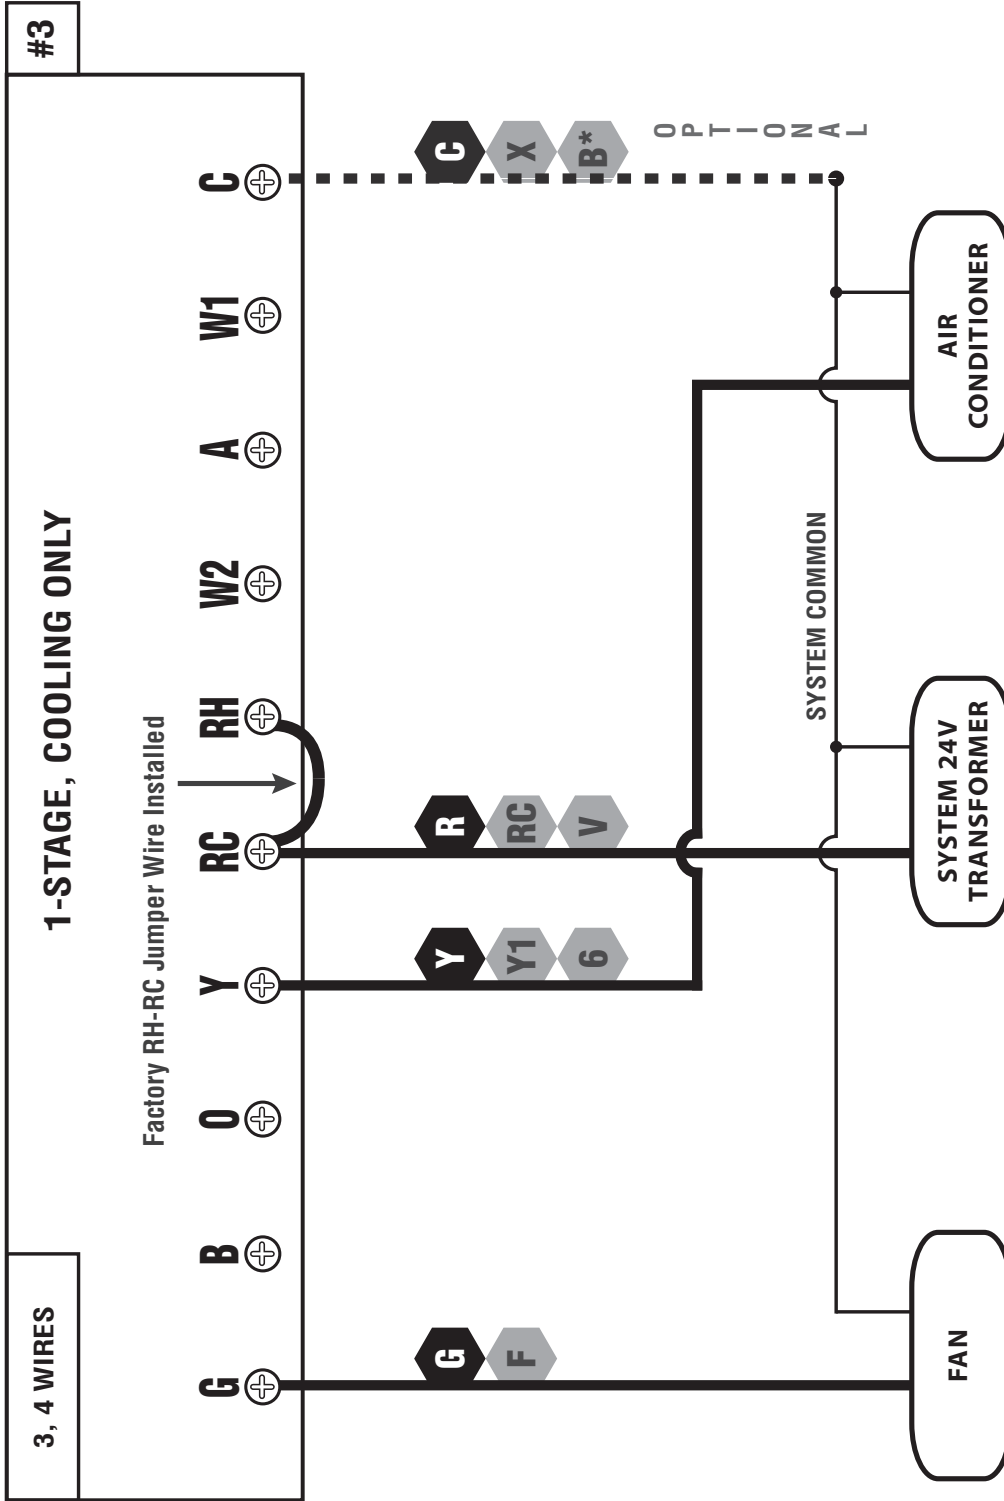 3, 4 WIRES
1-STAGE, COOLING ONLY
#3
Factory RH-RC Jumper Wire Installed
G B O Y RC RH W2 A W1 C
G Y R C
F Y1 RC X
6 V B*
OPTIONAL
SYSTEM COMMON
FAN
SYSTEM 24V
TRANSFORMER
AIR
CONDITIONER